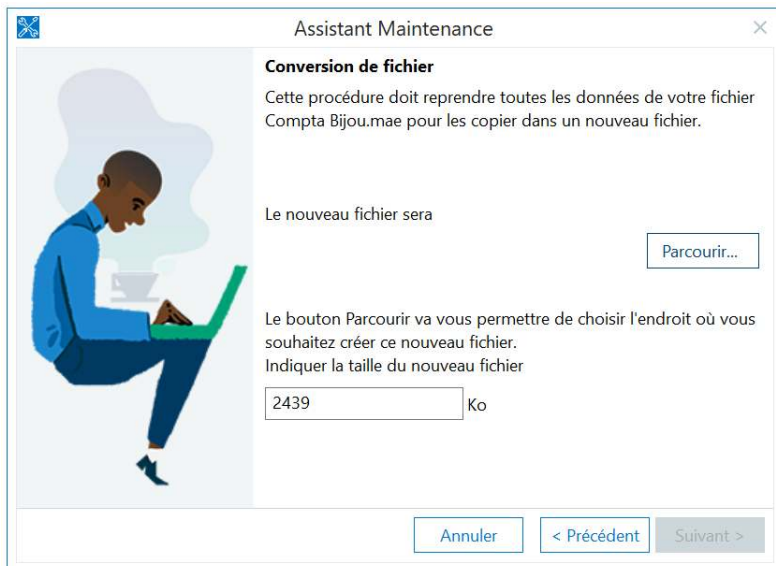 Assistant Maintenance
Conversion de fichier
Cette procédure doit reprendre toutes les données de votre fichier
Compta Bijou.mae pour les copier dans un nouveau fichier.
Le nouveau fichier sera
Parcourir...
Le bouton Parcourir va vous permettre de choisir l'endroit où vous
souhaitez créer ce nouveau fichier.
Indiquer la taille du nouveau fichier
2439 Ko
Annuler < Précédent Suivant >